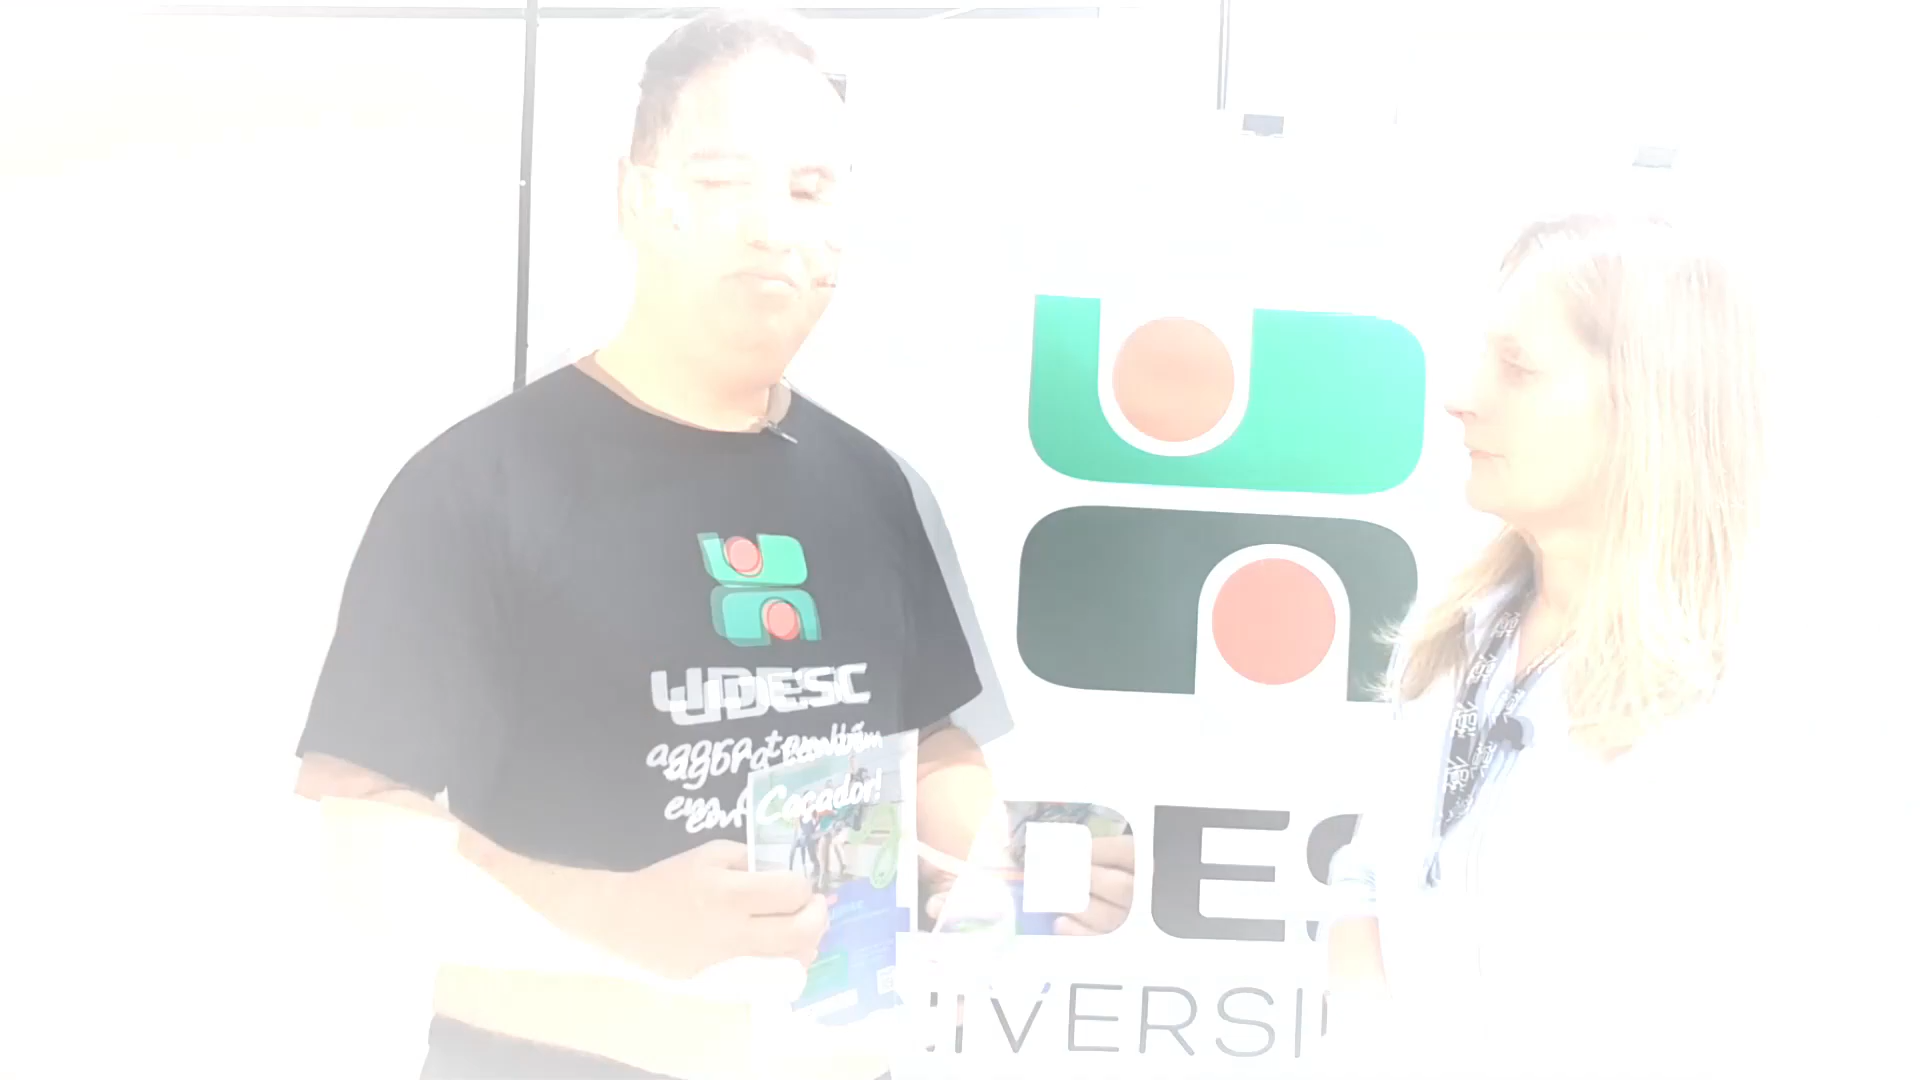 UDESC
agora também
em Caçador!
DES
IVERSI